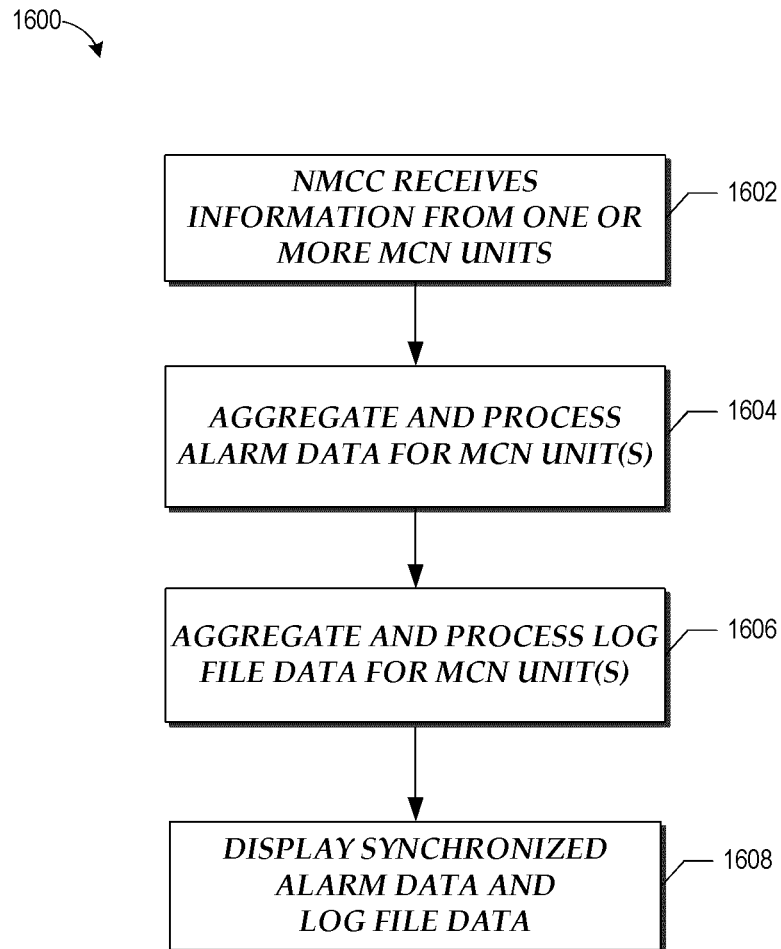 1600
NMCC RECEIVES
INFORMATION FROM ONE OR
MORE MCN UNITS
1602
AGGREGATE AND PROCESS
ALARM DATA FOR MCN UNIT(S)
1604
AGGREGATE AND PROCESS LOG
FILE DATA FOR MCN UNIT(S)
1606
DISPLAY SYNCHRONIZED
ALARM DATA AND
LOG FILE DATA
1608